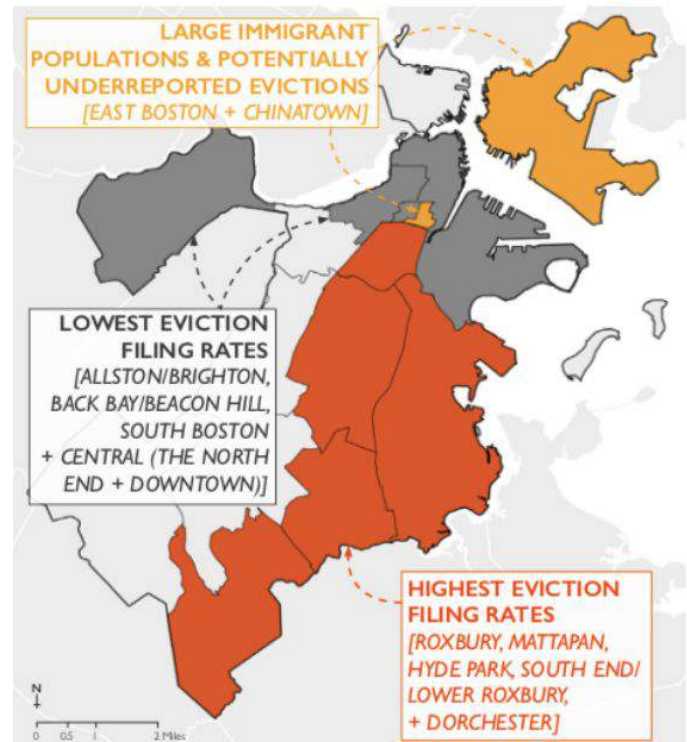 LARGE IMMIGRANT
POPULATIONS & POTENTIALLY
UNDERREPORTED EVICTIONS
[EAST BOSTON + CHINATOWN]
LOWEST EVICTION
FILING RATES
[ALLSTON/BRIGHTON,
BACK BAY/BEACON HILL,
SOUTH BOSTON
+ CENTRAL (THE NORTH
END + DOWNTOWN)]
HIGHEST EVICTION
FILING RATES
[ROXBURY, MATTAPAN,
HYDE PARK, SOUTH END/
LOWER ROXBURY,
+ DORCHESTER]
N
0 0.5 1 2 Miles